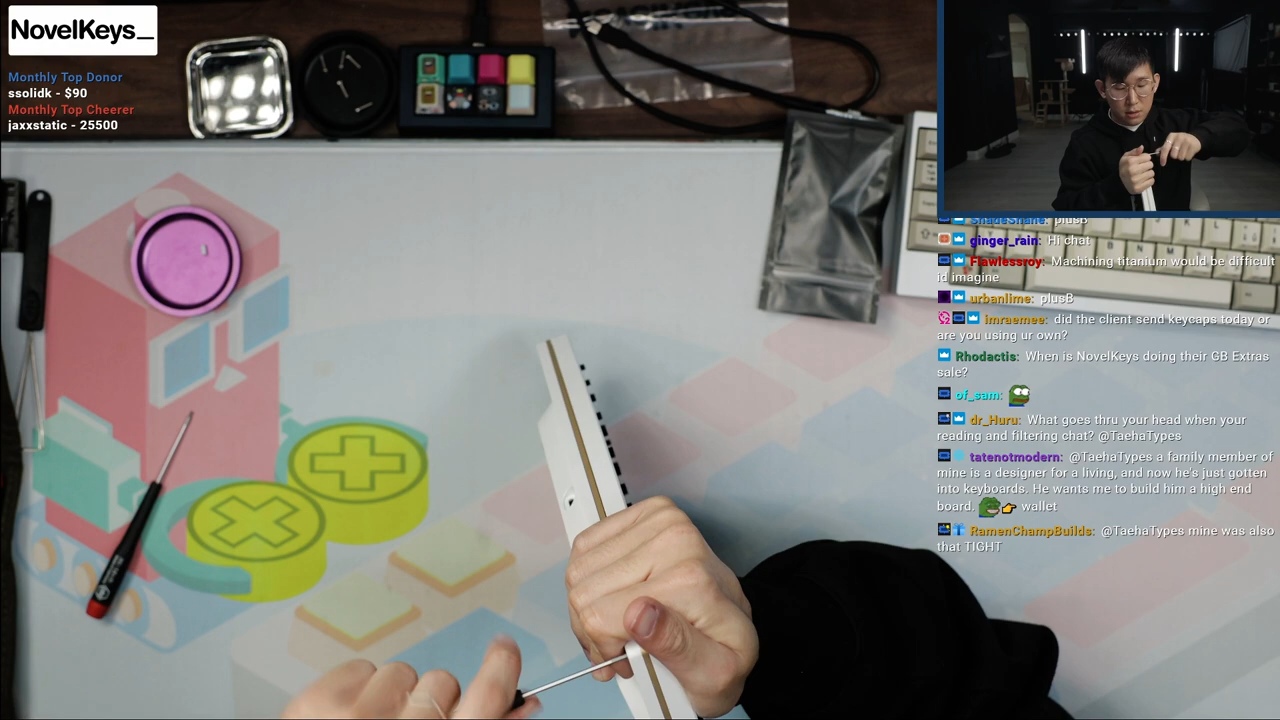 NovelKeys_
Monthly Top Donor
ssolidk - $90
Monthly Top Cheerer
jaxxstatic - 25500
ShadeShake: plusB
ginger_rain: Hi chat
Flawlessroy: Machining titanium would be difficult
id imagine
urbanlime: plusB
imraemee: did the client send keycaps today or
are you using ur own?
Rhodactis: When is NovelKeys doing their GB Extras
sale?
of_sam:
dr_Huru: What goes thru your head when your
reading and filtering chat? @TaehaTypes
tatenotmodern: @TaehaTypes a family member of
mine is a designer for a living, and now he's just gotten
into keyboards. He wants me to build him a high end
board. wallet
RamenChampBuilds: @TaehaTypes mine was also
that TIGHT